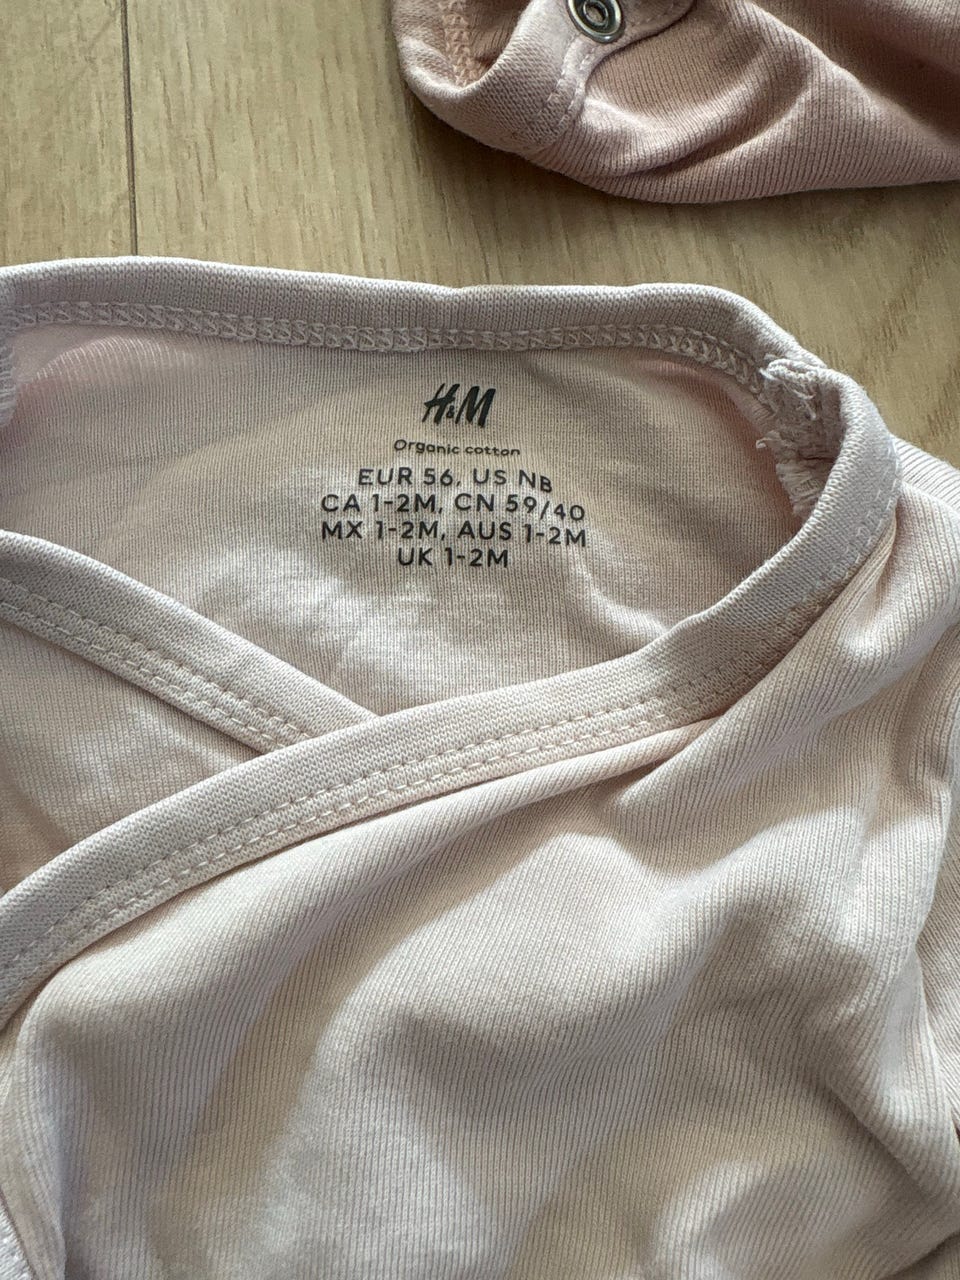 H&M
Organic cotton
EUR 56, US NB
CA 1-2M, CN 59/40
MX 1-2M, AUS 1-2M
UK 1-2M